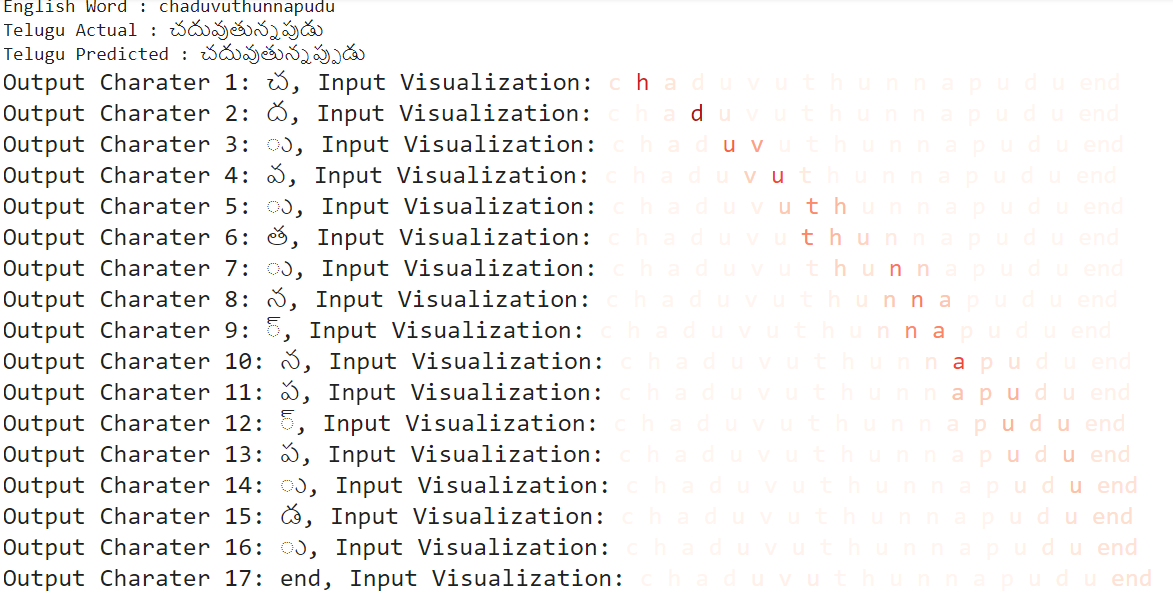 English Word : chaduvuthunnapudu
Telugu Actual : చదువుతున్నపుడు
Telugu Predicted : చదువుతున్నప్పుడు
Output Charater 1: చ, Input Visualization: c h a d u v u t h u n n a p u d u end
Output Charater 2: ద, Input Visualization: c h a d u v u t h u n n a p u d u end
Output Charater 3: ు, Input Visualization: c h a d u v u t h u n n a p u d u end
Output Charater 4: వ, Input Visualization: c h a d u v u t h u n n a p u d u end
Output Charater 5: ు, Input Visualization: c h a d u v u t h u n n a p u d u end
Output Charater 6: త, Input Visualization: c h a d u v u t h u n n a p u d u end
Output Charater 7: ు, Input Visualization: c h a d u v u t h u n n a p u d u end
Output Charater 8: న, Input Visualization: c h a d u v u t h u n n a p u d u end
Output Charater 9: ్, Input Visualization: c h a d u v u t h u n n a p u d u end
Output Charater 10: న, Input Visualization: c h a d u v u t h u n n a p u d u end
Output Charater 11: ప, Input Visualization: c h a d u v u t h u n n a p u d u end
Output Charater 12: ్, Input Visualization: c h a d u v u t h u n n a p u d u end
Output Charater 13: ప, Input Visualization: c h a d u v u t h u n n a p u d u end
Output Charater 14: ు, Input Visualization: c h a d u v u t h u n n a p u d u end
Output Charater 15: డ, Input Visualization: c h a d u v u t h u n n a p u d u end
Output Charater 16: ు, Input Visualization: c h a d u v u t h u n n a p u d u end
Output Charater 17: end, Input Visualization: c h a d u v u t h u n n a p u d u end